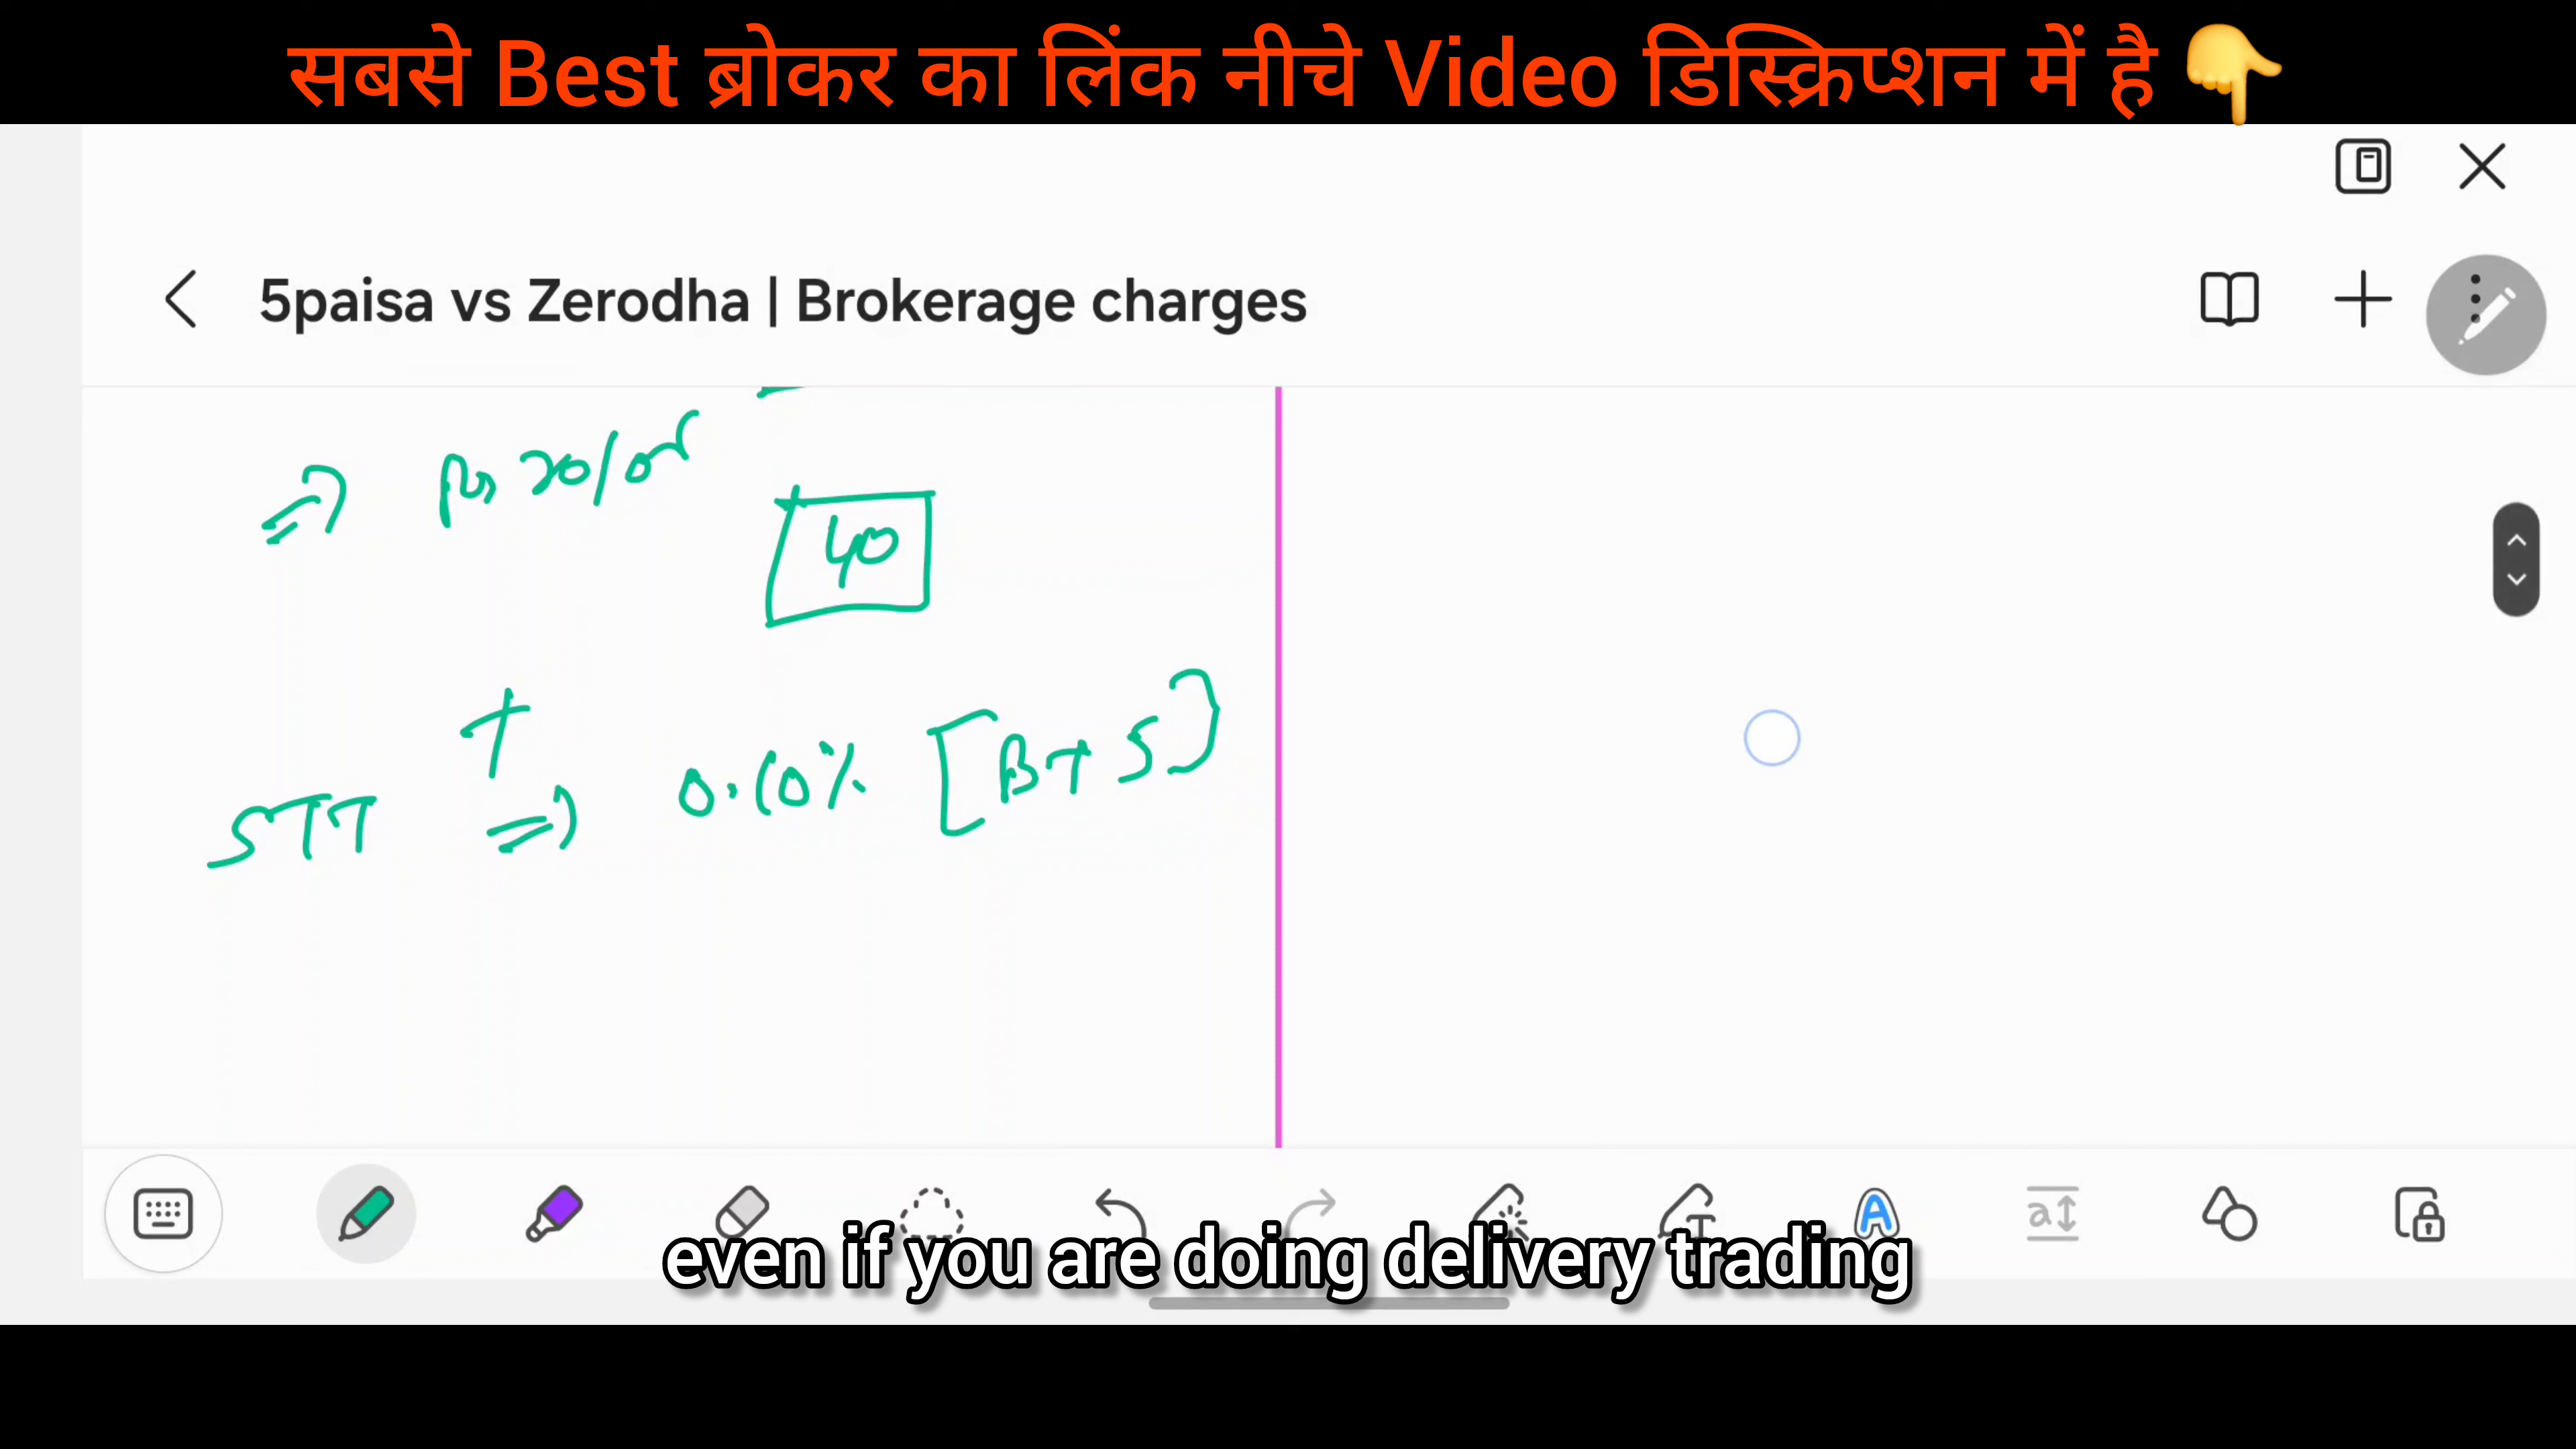 सबसे Best ब्रोकर का लिंक नीचे Video डिस्क्रिप्शन में है 👇
5paisa vs Zerodha | Brokerage charges
=> Rs 20/or
40
+
STT => 0.10% [B+S]
even if you are doing delivery trading